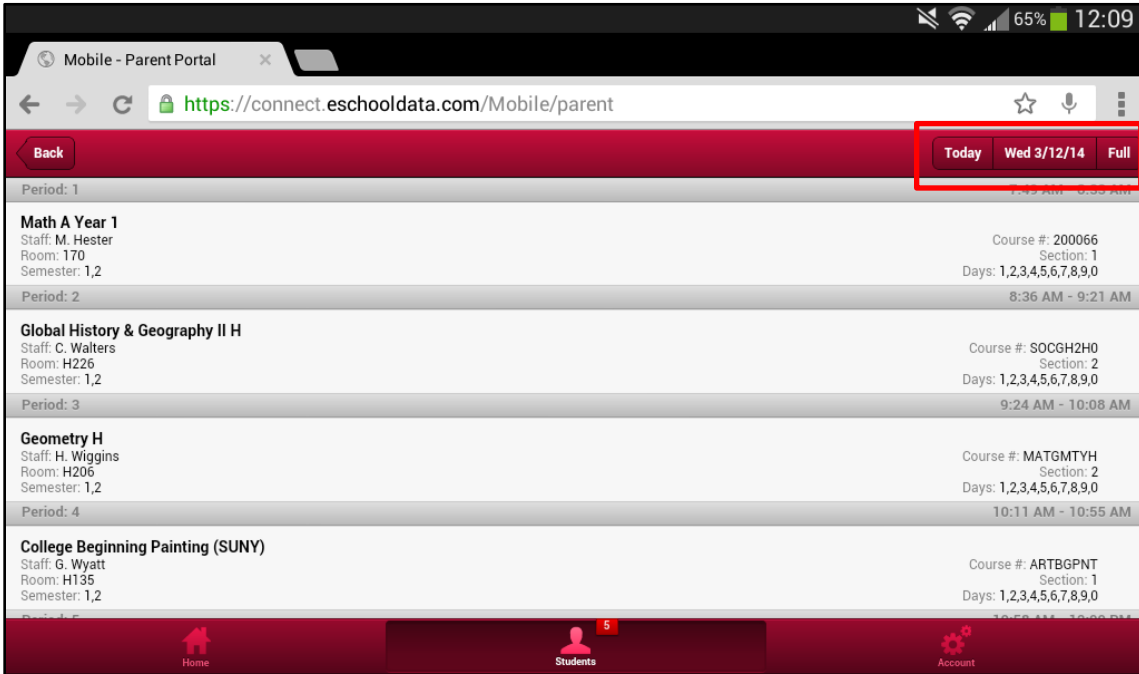 65% 12:09
Mobile - Parent Portal
https://connect.eschooldata.com/Mobile/parent
Back Today Wed 3/12/14 Full
Period: 1 7:49 AM - 8:33 AM
Math A Year 1
Staff: M. Hester
Room: 170
Semester: 1,2
Course #: 200066
Section: 1
Days: 1,2,3,4,5,6,7,8,9,0
Period: 2 8:36 AM - 9:21 AM
Global History & Geography II H
Staff: C. Walters
Room: H226
Semester: 1,2
Course #: SOCGH2H0
Section: 2
Days: 1,2,3,4,5,6,7,8,9,0
Period: 3 9:24 AM - 10:08 AM
Geometry H
Staff: H. Wiggins
Room: H206
Semester: 1,2
Course #: MATGMTYH
Section: 2
Days: 1,2,3,4,5,6,7,8,9,0
Period: 4 10:11 AM - 10:55 AM
College Beginning Painting (SUNY)
Staff: G. Wyatt
Room: H135
Semester: 1,2
Course #: ARTBGPNT
Section: 1
Days: 1,2,3,4,5,6,7,8,9,0
5
Home Students Account